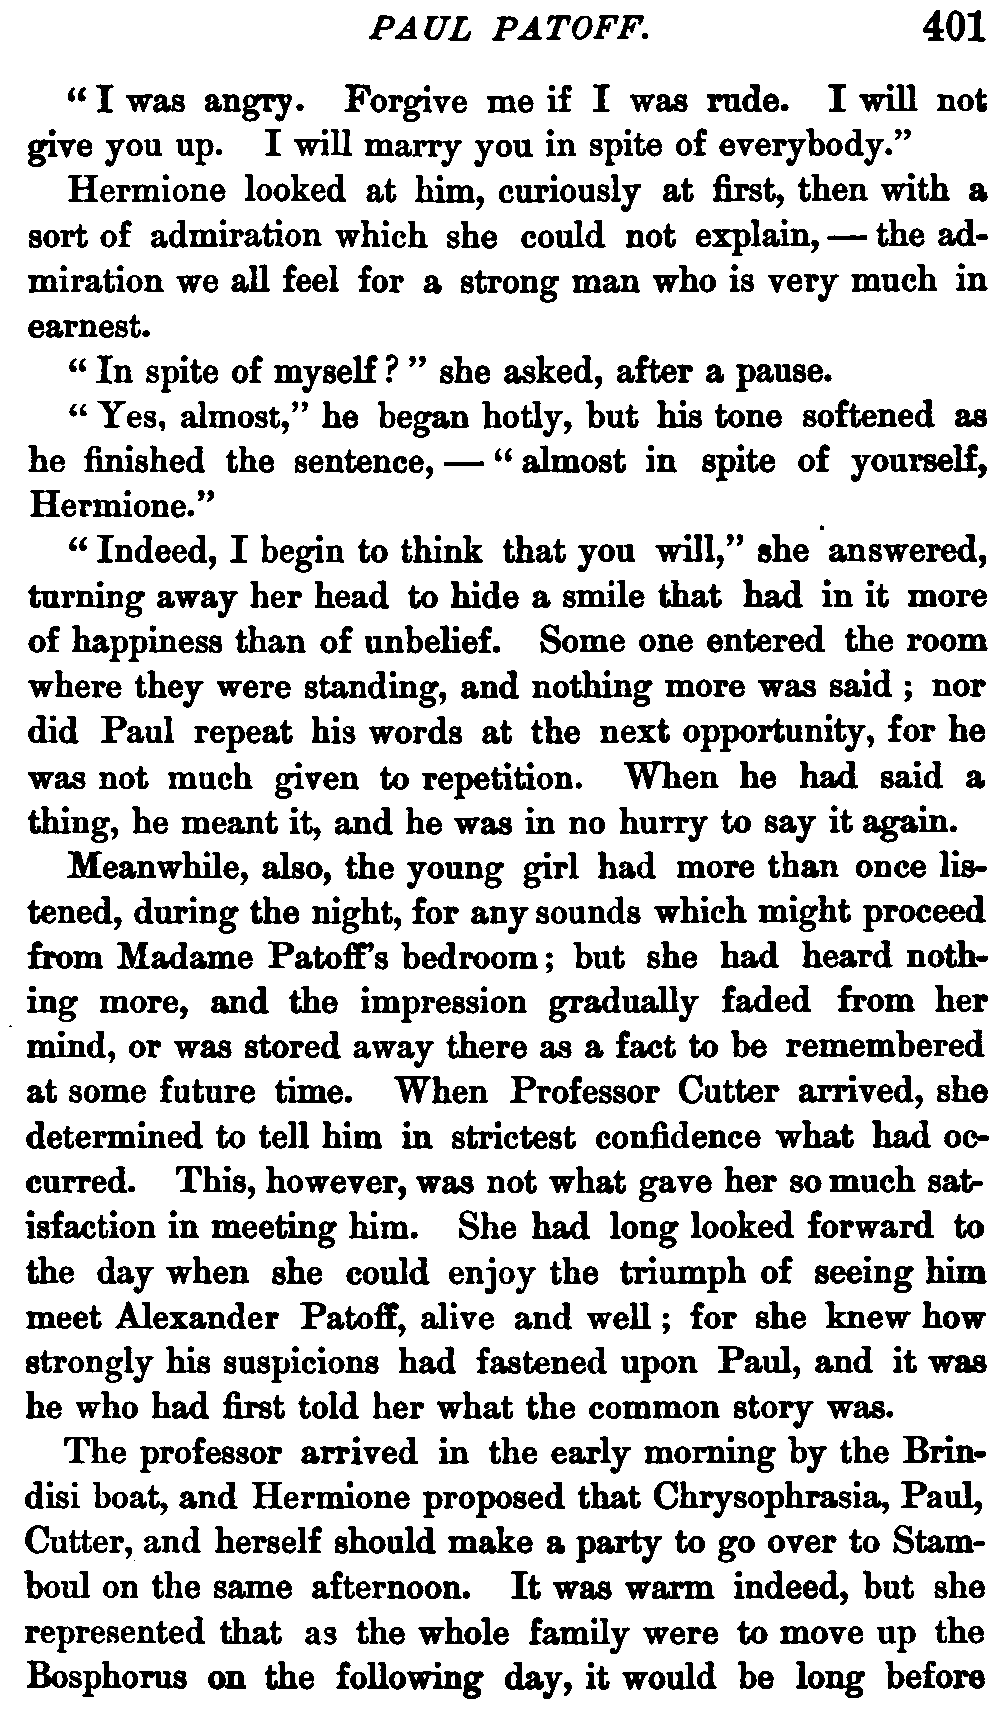 PAUL PATOFF. 401
“ I was angry. Forgive me if I was rude. I will not
give you up. I will marry you in spite of everybody.”
Hermione looked at him, curiously at first, then with a
sort of admiration which she could not explain, — the ad-
miration we all feel for a strong man who is very much in
earnest.
“ In spite of myself ? ” she asked, after a pause.
“ Yes, almost,” he began hotly, but his tone softened as
he finished the sentence, — “ almost in spite of yourself,
Hermione.”
“ Indeed, I begin to think that you will,” she answered,
turning away her head to hide a smile that had in it more
of happiness than of unbelief. Some one entered the room
where they were standing, and nothing more was said ; nor
did Paul repeat his words at the next opportunity, for he
was not much given to repetition. When he had said a
thing, he meant it, and he was in no hurry to say it again.
Meanwhile, also, the young girl had more than once lis-
tened, during the night, for any sounds which might proceed
from Madame Patoff’s bedroom ; but she had heard noth-
ing more, and the impression gradually faded from her
mind, or was stored away there as a fact to be remembered
at some future time. When Professor Cutter arrived, she
determined to tell him in strictest confidence what had oc-
curred. This, however, was not what gave her so much sat-
isfaction in meeting him. She had long looked forward to
the day when she could enjoy the triumph of seeing him
meet Alexander Patoff, alive and well ; for she knew how
strongly his suspicions had fastened upon Paul, and it was
he who had first told her what the common story was.
The professor arrived in the early morning by the Brin-
disi boat, and Hermione proposed that Chrysophrasia, Paul,
Cutter, and herself should make a party to go over to Stam-
boul on the same afternoon. It was warm indeed, but she
represented that as the whole family were to move up the
Bosphorus on the following day, it would be long before